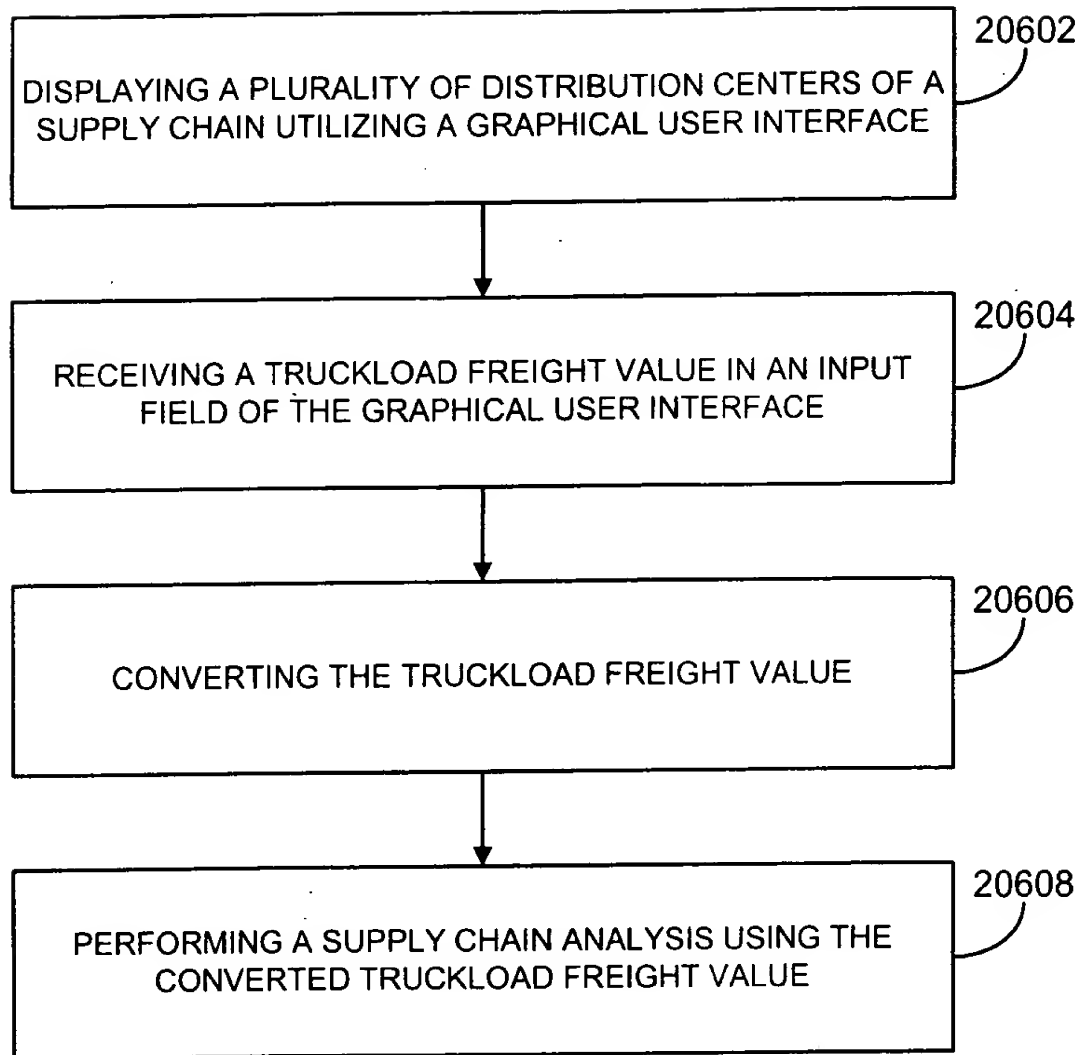 20602
DISPLAYING A PLURALITY OF DISTRIBUTION CENTERS OF A
SUPPLY CHAIN UTILIZING A GRAPHICAL USER INTERFACE
20604
RECEIVING A TRUCKLOAD FREIGHT VALUE IN AN INPUT
FIELD OF THE GRAPHICAL USER INTERFACE
20606
CONVERTING THE TRUCKLOAD FREIGHT VALUE
20608
PERFORMING A SUPPLY CHAIN ANALYSIS USING THE
CONVERTED TRUCKLOAD FREIGHT VALUE